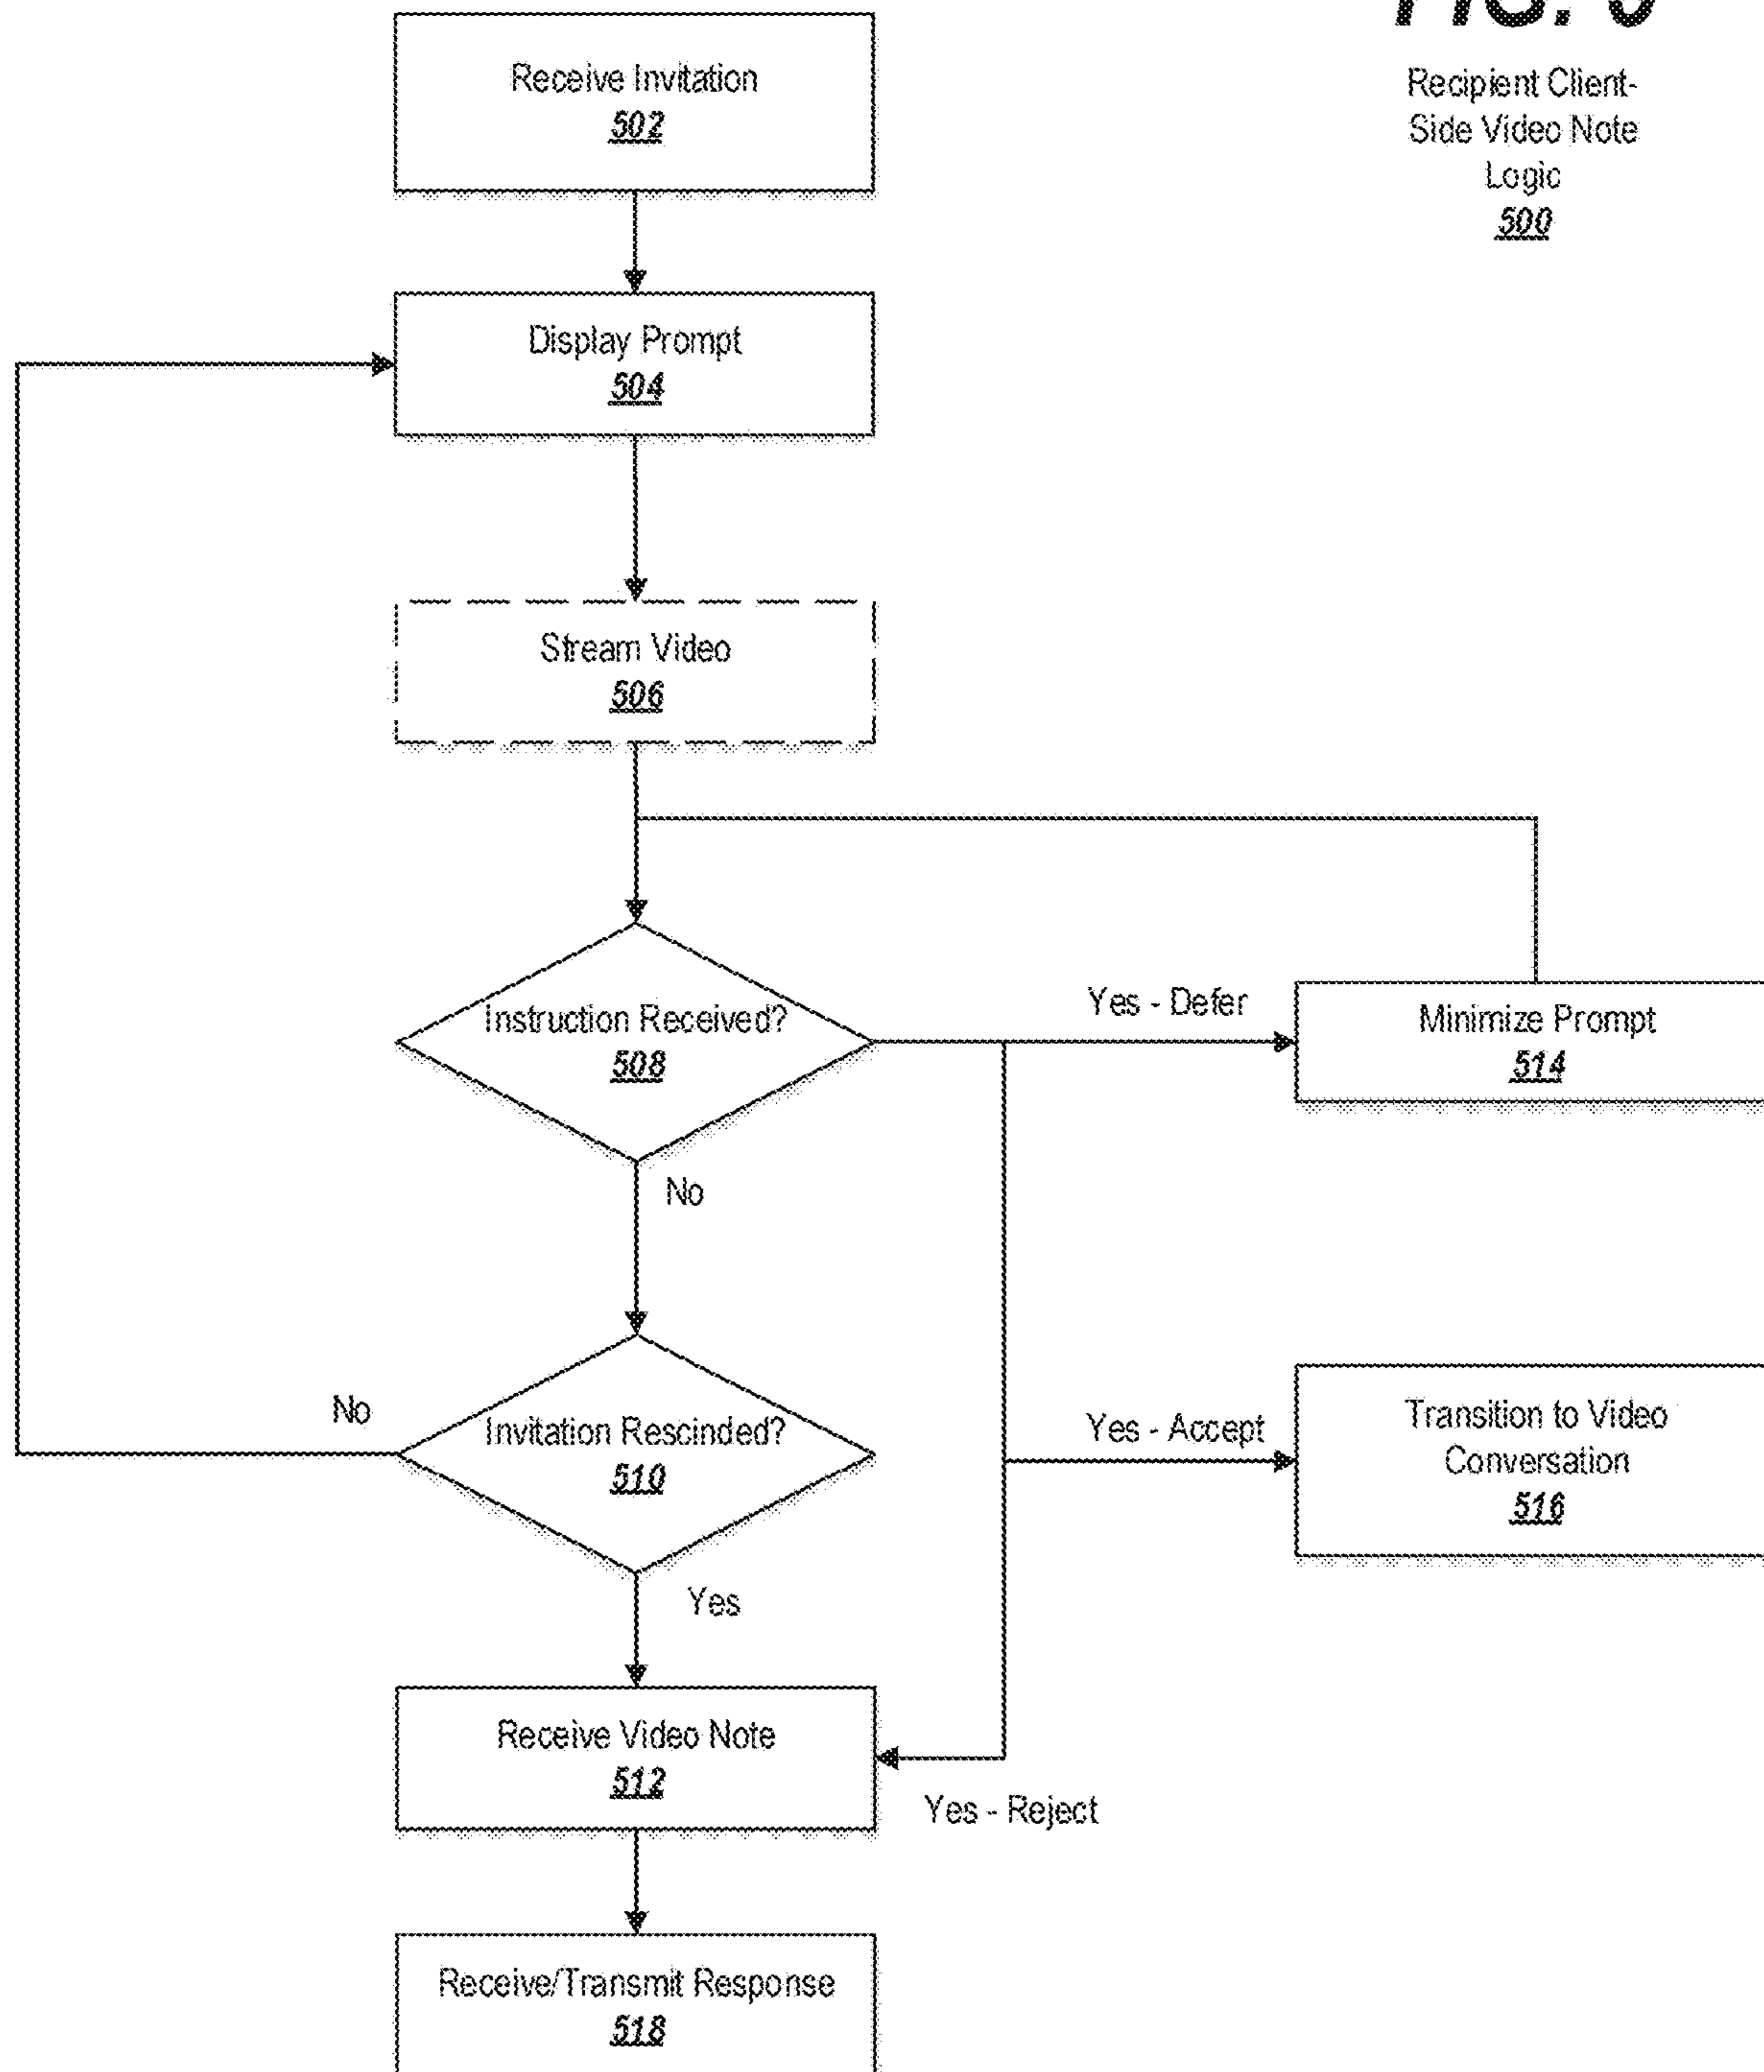 FIG. 5
Recipient Client-
Side Video Note
Logic
500
Receive Invitation
502
Display Prompt
504
Stream Video
506
Instruction Received?
508
Yes - Defer
Minimize Prompt
514
No
Invitation Rescinded?
510
No
Yes - Accept
Transition to Video
Conversation
516
Yes
Receive Video Note
512
Yes - Reject
Receive/Transmit Response
518